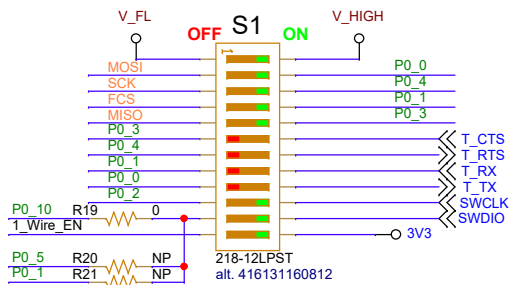 V_FL
OFF
S1
ON
V_HIGH
1
MOSI
P0_0
SCK
P0_4
FCS
P0_1
MISO
P0_3
P0_3
T_CTS
P0_4
T_RTS
P0_1
T_RX
P0_0
T_TX
P0_2
SWCLK
P0_10 R19 0
SWDIO
1_Wire_EN
3V3
P0_5 R20 NP
218-12LPST
P0_1 R21 NP
alt. 416131160812